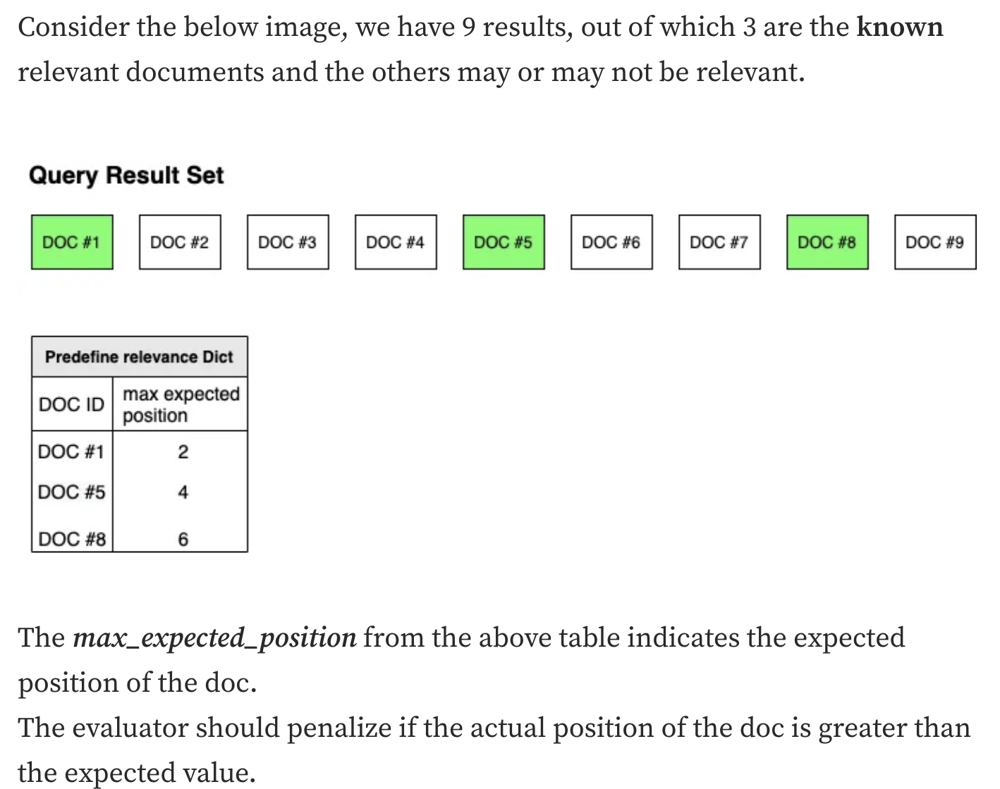 Consider the below image, we have 9 results, out of which 3 are the known
relevant documents and the others may or may not be relevant.
Query Result Set
DOC #1 DOC #2 DOC #3 DOC #4 DOC #5 DOC #6 DOC #7 DOC #8 DOC #9
Predefine relevance Dict
DOC ID max expected
position
DOC #1 2
DOC #5 4
DOC #8 6
The max_expected_position from the above table indicates the expected
position of the doc.
The evaluator should penalize if the actual position of the doc is greater than
the expected value.